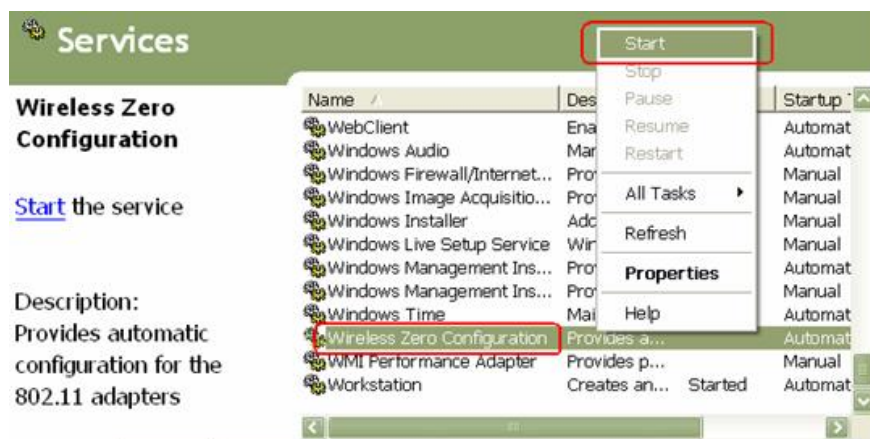 Services
Wireless Zero
Configuration
Start the service
Description:
Provides automatic
configuration for the
802.11 adapters
Name Des Startup
WebClient Ena Automat
Windows Audio Mar Automat
Windows Firewall/Internet... Pro Manual
Windows Image Acquisitio... Pro Manual
Windows Installer Adc Manual
Windows Live Setup Service Wir Manual
Windows Management Ins... Pro Automat
Windows Management Ins... Pro Manual
Windows Time Mai Automat
Wireless Zero Configuration Provides a... Automat
WMI Performance Adapter Provides p... Manual
Workstation Creates an... Started Automat
Start
Stop
Pause
Resume
Restart
All Tasks
Refresh
Properties
Help